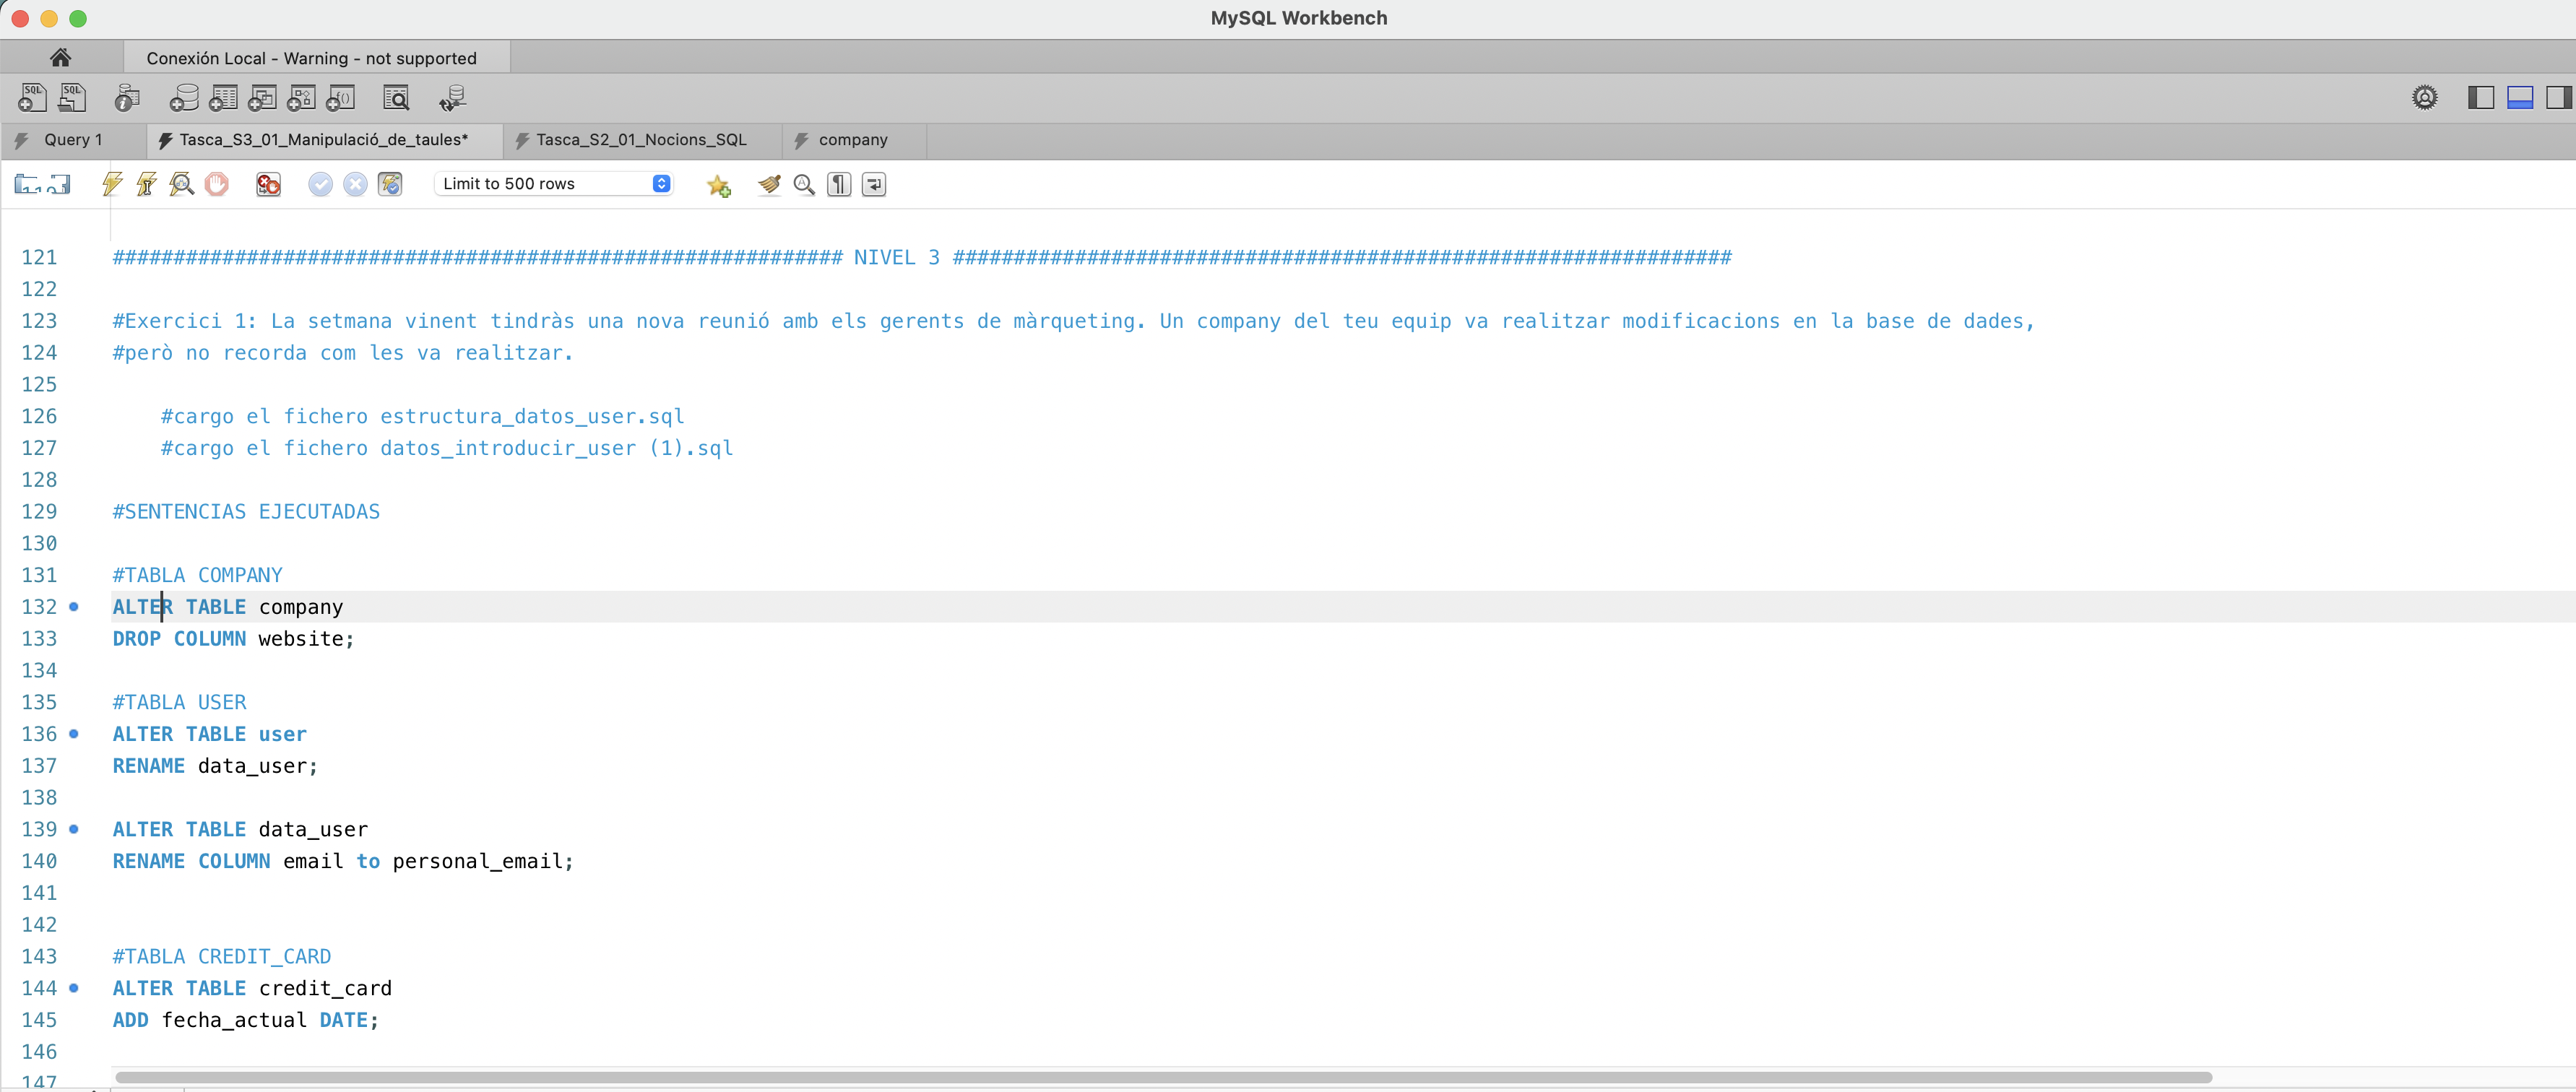 MySQL Workbench
Conexión Local - Warning - not supported
SQL SQL
Query 1 Tasca_S3_01_Manipulació_de_taules* Tasca_S2_01_Nocions_SQL company
Limit to 500 rows
121 ############################################################ NIVEL 3 ################################################################
122
123 #Exercici 1: La setmana vinent tindràs una nova reunió amb els gerents de màrqueting. Un company del teu equip va realitzar modificacions en la base de dades,
124 #però no recorda com les va realitzar.
125
126 #cargo el fichero estructura_datos_user.sql
127 #cargo el fichero datos_introducir_user (1).sql
128
129 #SENTENCIAS EJECUTADAS
130
131 #TABLA COMPANY
132 ALTER TABLE company
133 DROP COLUMN website;
134
135 #TABLA USER
136 ALTER TABLE user
137 RENAME data_user;
138
139 ALTER TABLE data_user
140 RENAME COLUMN email to personal_email;
141
142
143 #TABLA CREDIT_CARD
144 ALTER TABLE credit_card
145 ADD fecha_actual DATE;
146
147